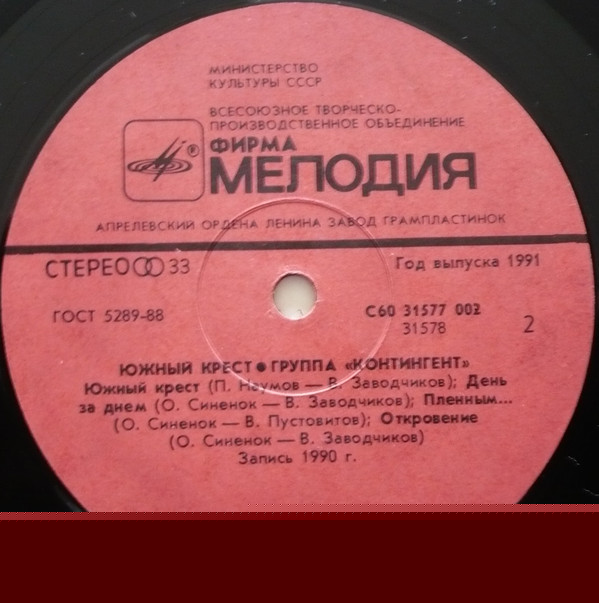 МИНИСТЕРСТВО
КУЛЬТУРЫ СССР
ВСЕСОЮЗНОЕ ТВОРЧЕСКО-
ПРОИЗВОДСТВЕННОЕ ОБЪЕДИНЕНИЕ
ФИРМА
® МЕЛОДИЯ
АПРЕЛЕВСКИЙ ОРДЕНА ЛЕНИНА ЗАВОД ГРАМПЛАСТИНОК
СТЕРЕО 33
Год выпуска 1991
ГОСТ 5289-88
С60 31577 002
31578
2
ЮЖНЫЙ КРЕСТ • ГРУППА «КОНТИНГЕНТ»
Южный крест (П. Наумов — В. Заводчиков); День
за днем (О. Синенок — В. Заводчиков); Пленным...
(О. Синенок — В. Пустовитов); Откровение
(О. Синенок — В. Заводчиков)
Запись 1990 г.